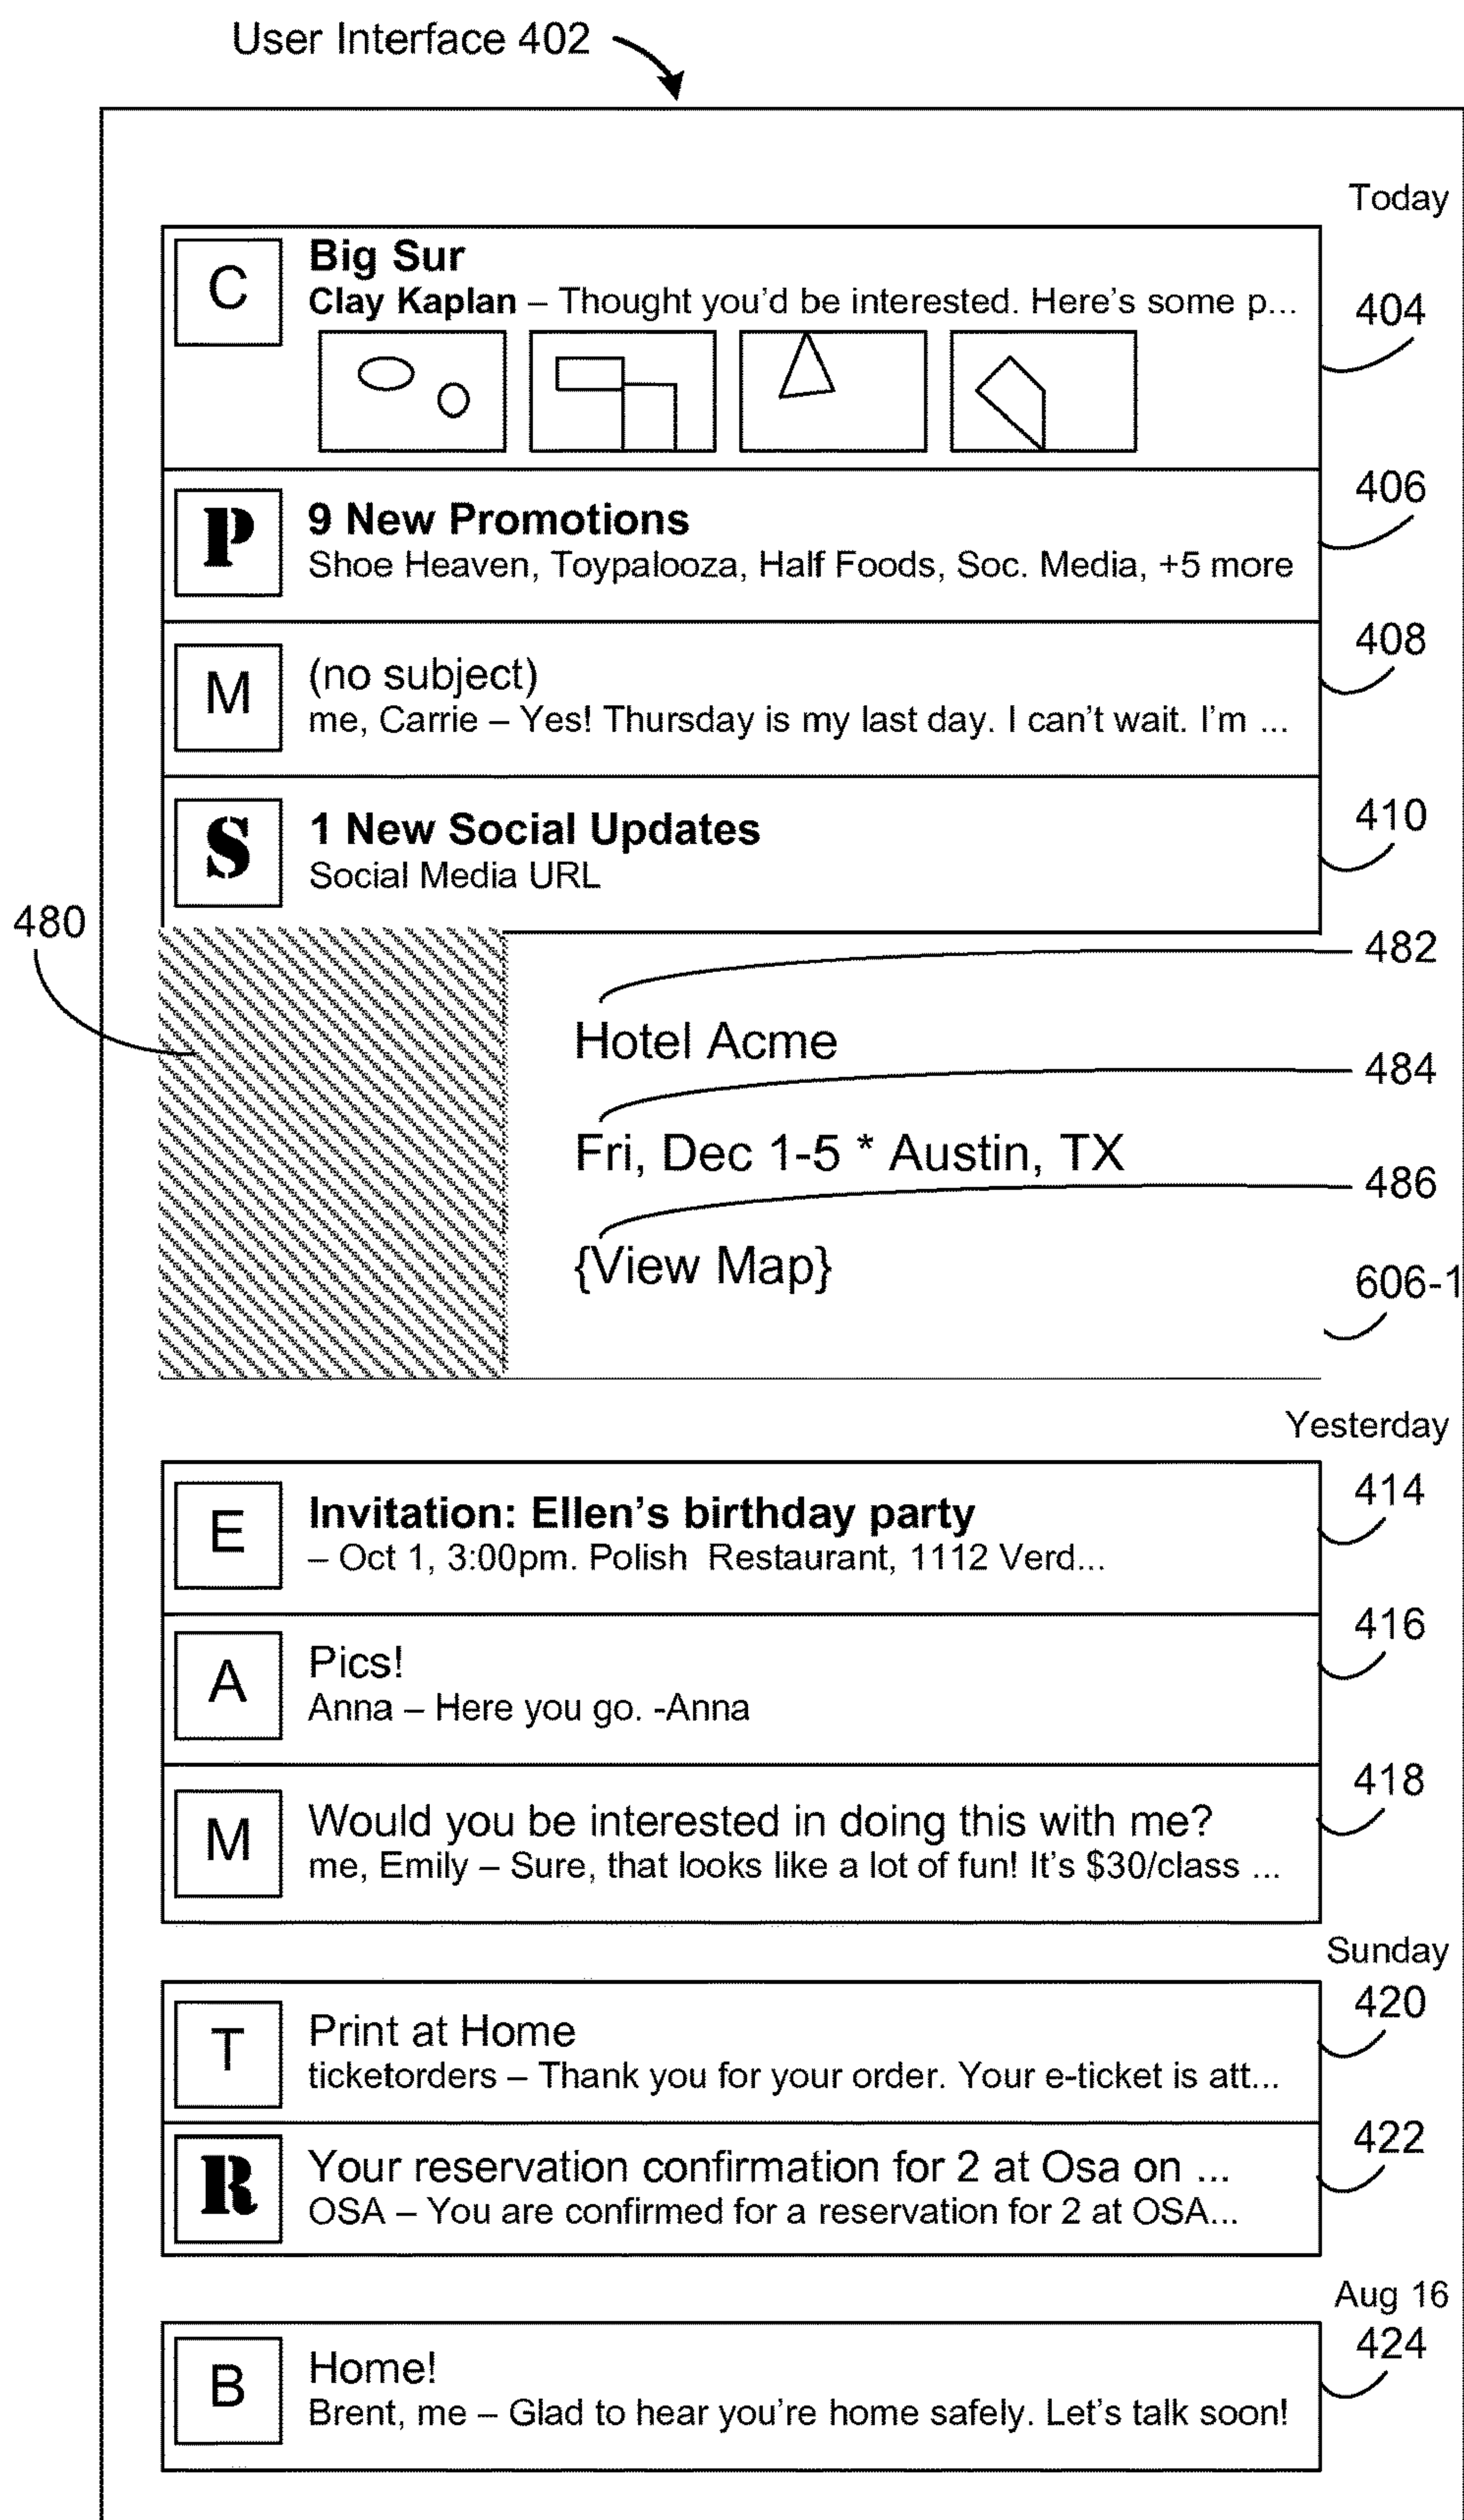 User Interface 402
Today
C
Big Sur
Clay Kaplan – Thought you'd be interested. Here's some p...
404
406
P
9 New Promotions
Shoe Heaven, Toypalooza, Half Foods, Soc. Media, +5 more
408
M
(no subject)
me, Carrie – Yes! Thursday is my last day. I can't wait. I'm ...
410
S
1 New Social Updates
Social Media URL
480
482
Hotel Acme
484
Fri, Dec 1-5 * Austin, TX
486
{View Map}
606-1
Yesterday
414
E
Invitation: Ellen's birthday party
– Oct 1, 3:00pm. Polish Restaurant, 1112 Verd...
416
A
Pics!
Anna – Here you go. -Anna
418
M
Would you be interested in doing this with me?
me, Emily – Sure, that looks like a lot of fun! It's $30/class ...
Sunday
420
T
Print at Home
ticketorders – Thank you for your order. Your e-ticket is att...
422
R
Your reservation confirmation for 2 at Osa on ...
OSA – You are confirmed for a reservation for 2 at OSA...
Aug 16
424
B
Home!
Brent, me – Glad to hear you're home safely. Let's talk soon!